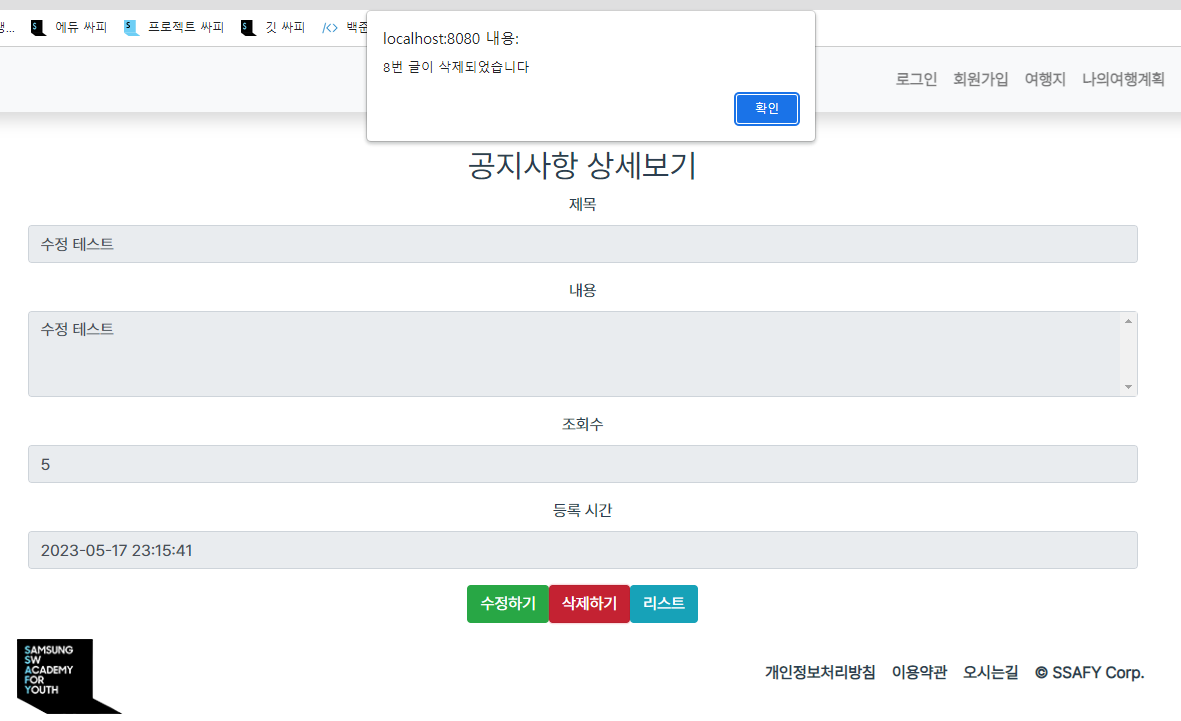 생... 에듀 싸피 프로젝트 싸피 깃 싸피 </> 백준
localhost:8080 내용:
8번 글이 삭제되었습니다
확인
로그인 회원가입 여행지 나의여행계획
공지사항 상세보기
제목
수정 테스트
내용
수정 테스트
조회수
5
등록 시간
2023-05-17 23:15:41
수정하기 삭제하기 리스트
SAMSUNG
SW
ACADEMY
FOR
YOUTH
개인정보처리방침 이용약관 오시는길 © SSAFY Corp.